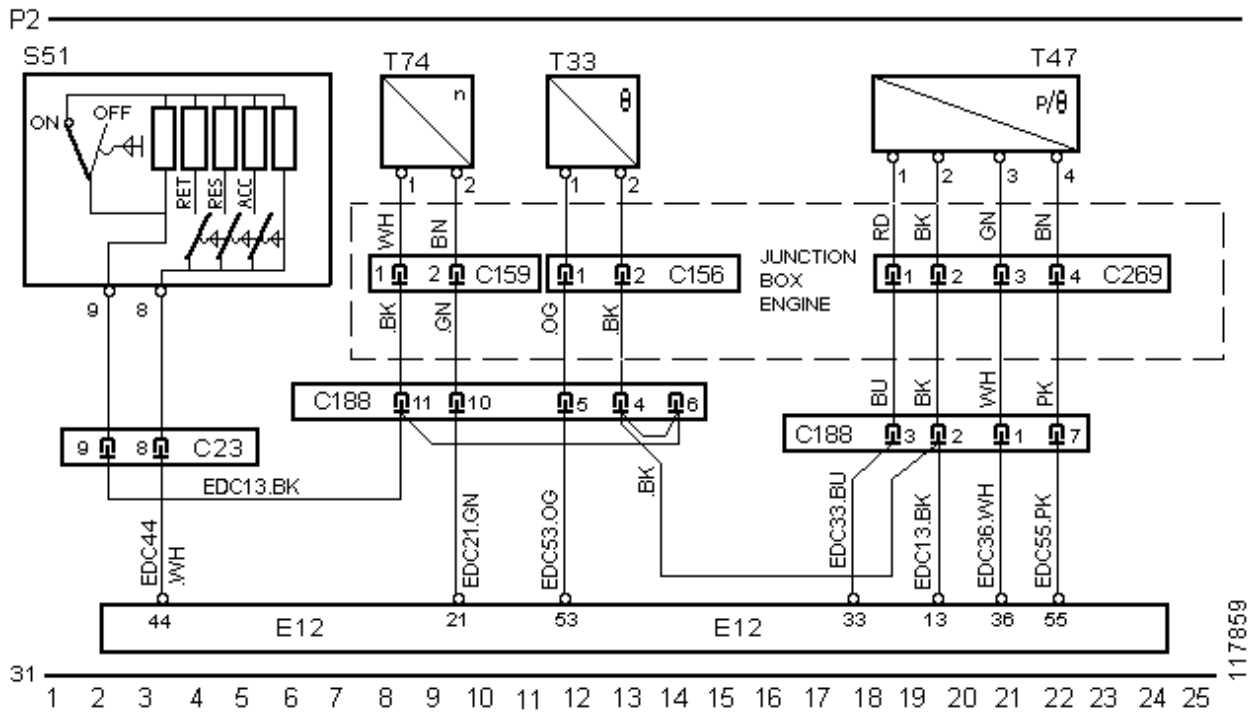 P2
S51
T74
T33
T47
n
θ
p/θ
ON
OFF
RET
RES
ACC
1 2 1 2 1 2 3 4
WH BN RD BK GN BN
1 2 C159
1 2 C156
JUNCTION
BOX
ENGINE
1 2 3 4 C269
9 8
.BK .GN .OG .BK
BU BK WH PK
C188 11 10 5 4 6
C188 3 2 1 7
9 8 C23
EDC13.BK
.BK
EDC44
.WH
EDC21.GN
EDC53.OG
EDC33.BU
EDC13.BK
EDC36.WH
EDC55.PK
44 E12 21 53 E12 33 13 36 55
117859
31
1 2 3 4 5 6 7 8 9 10 11 12 13 14 15 16 17 18 19 20 21 22 23 24 25